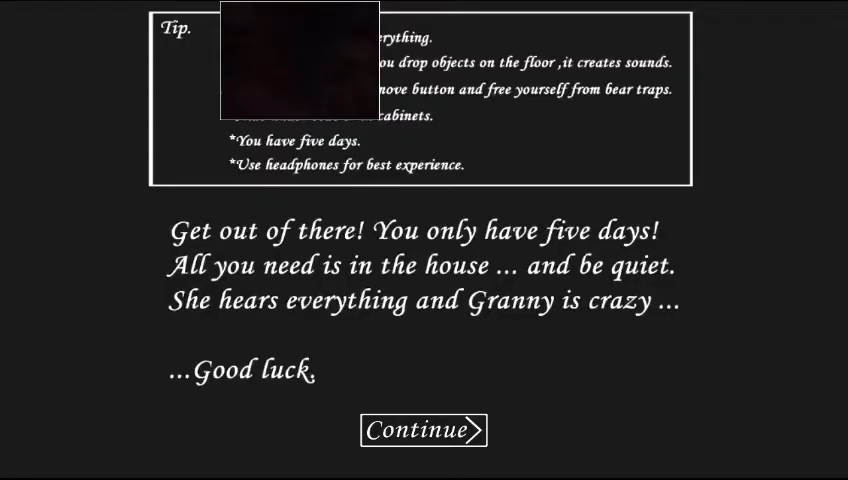 Tip.
erything.
ou drop objects on the floor ,it creates sounds.
move button and free yourself from bear traps.
cabinets.
*You have five days.
*Use headphones for best experience.
Get out of there! You only have five days!
All you need is in the house ... and be quiet.
She hears everything and Granny is crazy ...
...Good luck.
Continue>